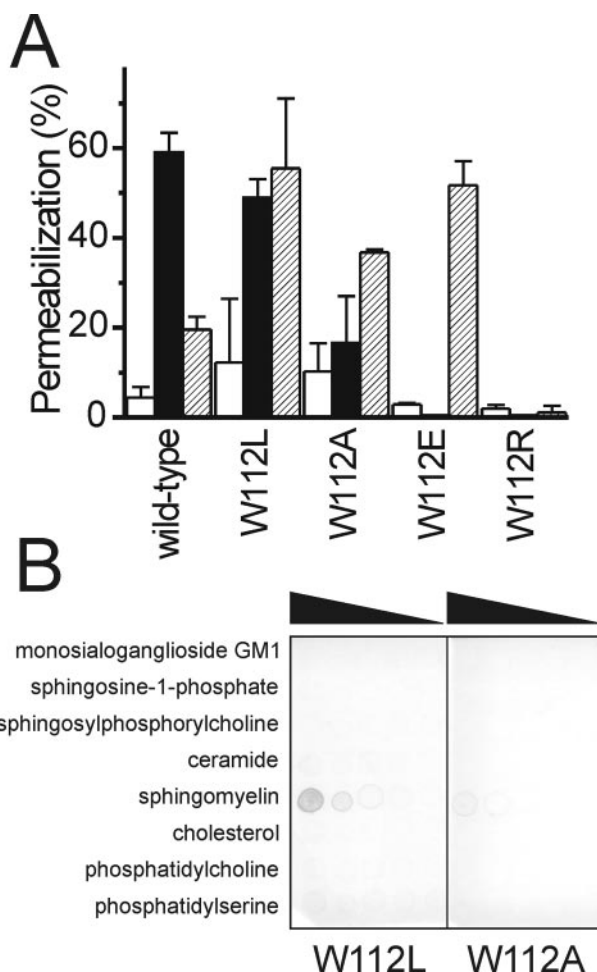 A
Permeabilization (%)
60
40
20
0
wild-type
W112L
W112A
W112E
W112R
B
monosialoganglioside GM1
sphingosine-1-phosphate
sphingosylphosphorylcholine
ceramide
sphingomyelin
cholesterol
phosphatidylcholine
phosphatidylserine
W112L W112A